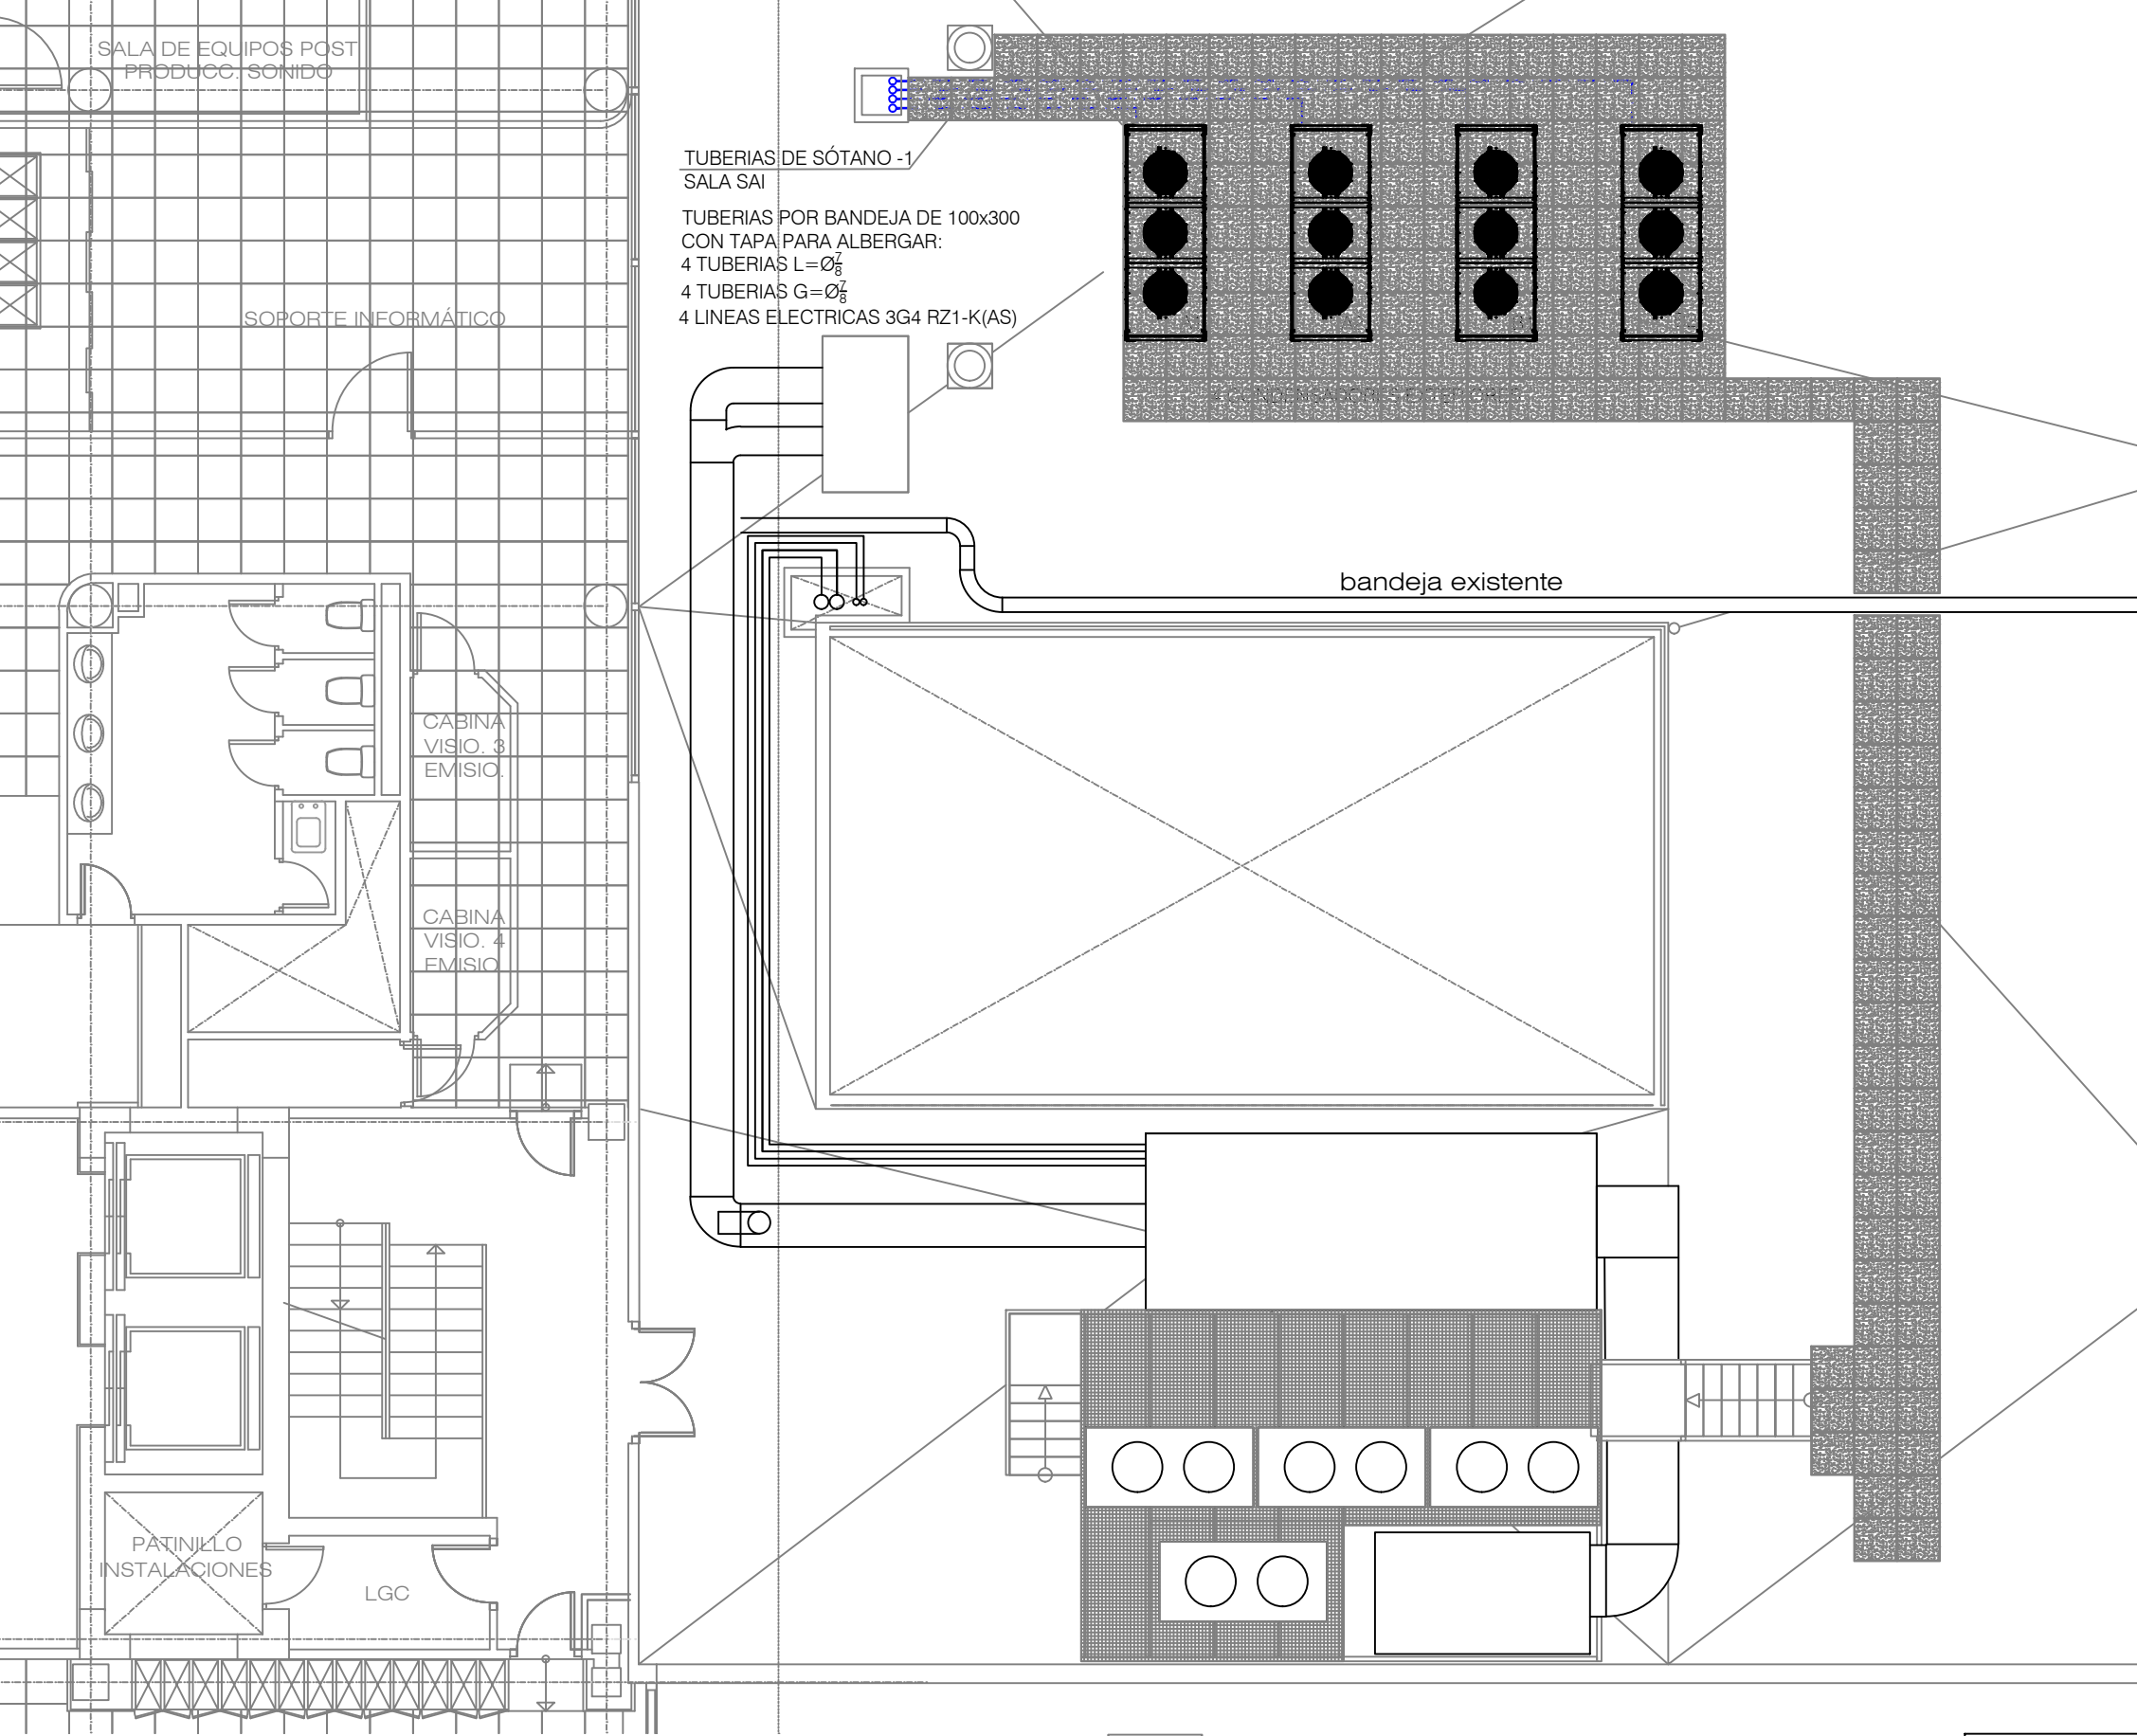 SALA DE EQUIPOS POST
PRODUCC. SONIDO
TUBERIAS DE SÓTANO -1
SALA SAI
TUBERIAS POR BANDEJA DE 100x300
CON TAPA PARA ALBERGAR:
4 TUBERIAS L=Ø7/8
4 TUBERIAS G=Ø7/8
4 LINEAS ELECTRICAS 3G4 RZ1-K(AS)
SOPORTE INFORMÁTICO
CONDENSADORES EXTERIORES
bandeja existente
CABINA
VISIO. 3
EMISIO.
CABINA
VISIO. 4
EMISIO.
PATINILLO
INSTALACIONES
LGC